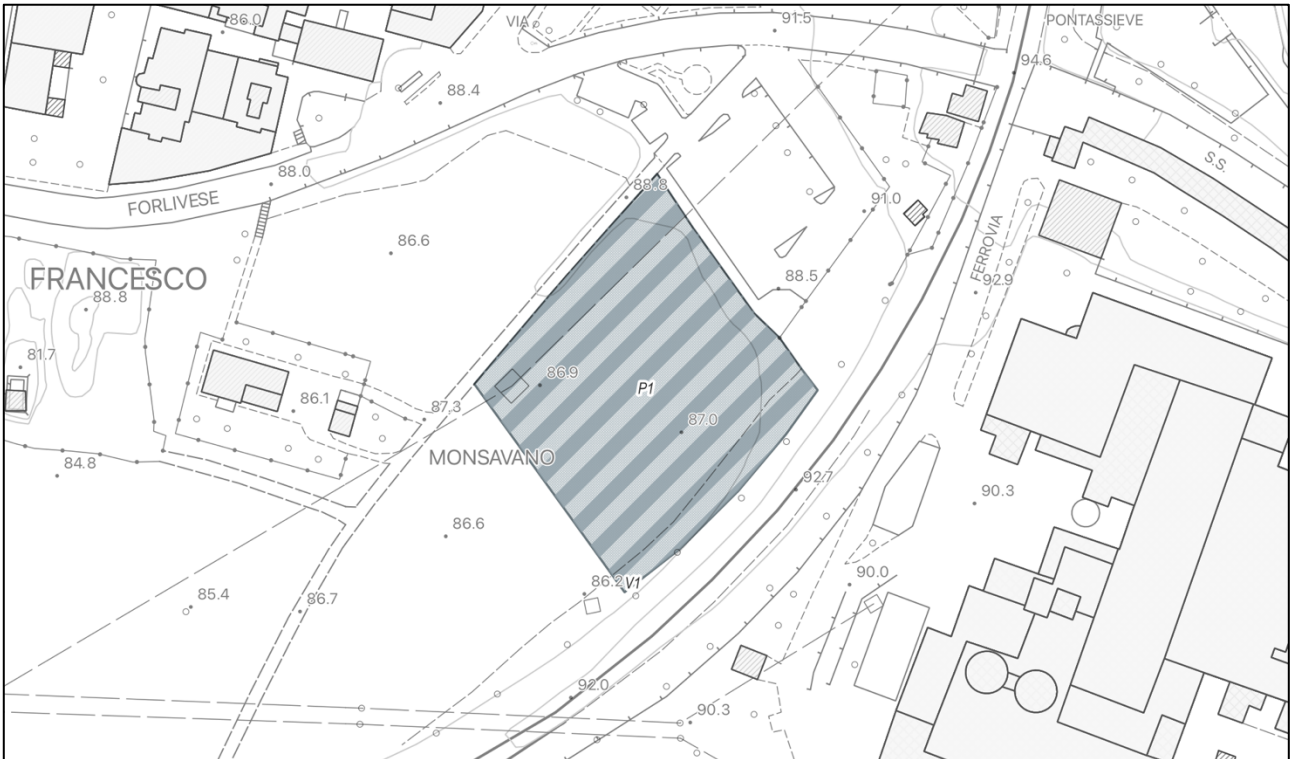 86.0
VIA
91.5
PONTASSIEVE
94.6
88.4
S.S.
88.0
88.8
91.0
FORLIVESE
86.6
FERROVIA
FRANCESCO
88.8
88.5
92.9
81.7
86.9
P1
86.1
87.3
87.0
MONSAVANO
84.8
92.7
90.3
86.6
86.2
V1
90.0
85.4
86.7
92.0
90.3